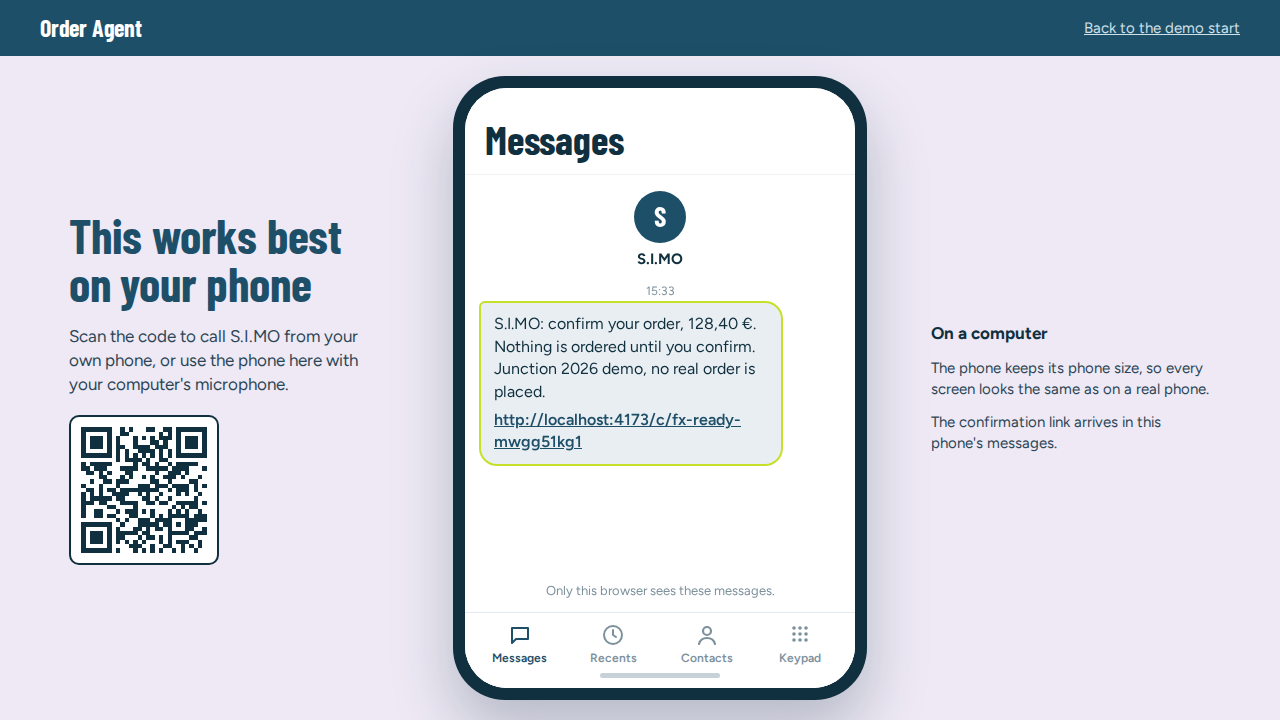 Order Agent
Back to the demo start
This works best
on your phone
Scan the code to call S.I.MO from your
own phone, or use the phone here with
your computer's microphone.
Messages
S
S.I.MO
15:33
S.I.MO: confirm your order, 128,40 €.
Nothing is ordered until you confirm.
Junction 2026 demo, no real order is
placed.
http://localhost:4173/c/fx-ready-
mwgg51kg1
Only this browser sees these messages.
Messages
Recents
Contacts
Keypad
On a computer
The phone keeps its phone size, so every
screen looks the same as on a real phone.
The confirmation link arrives in this
phone's messages.